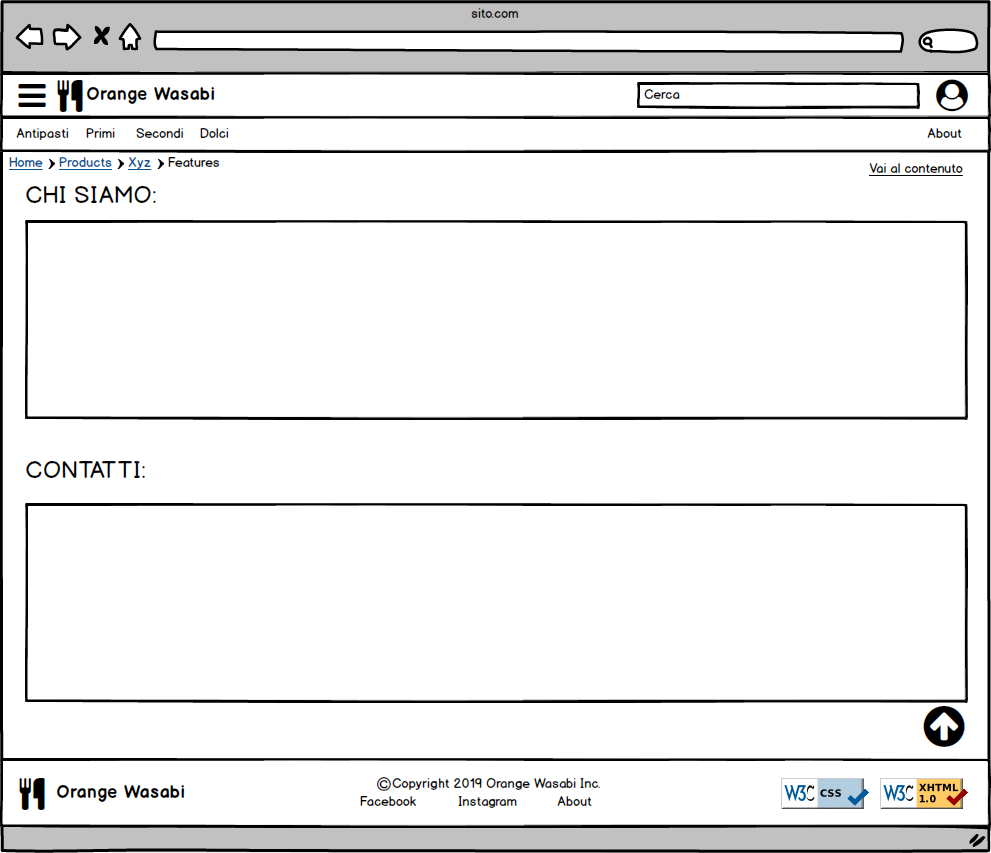 sito.com
Orange Wasabi
Cerca
Antipasti Primi Secondi Dolci About
Home Products Xyz Features
Vai al contenuto
CHI SIAMO:
CONTATTI:
Orange Wasabi
©Copyright 2019 Orange Wasabi Inc.
Facebook Instagram About
W3C css
W3C XHTML 1.0